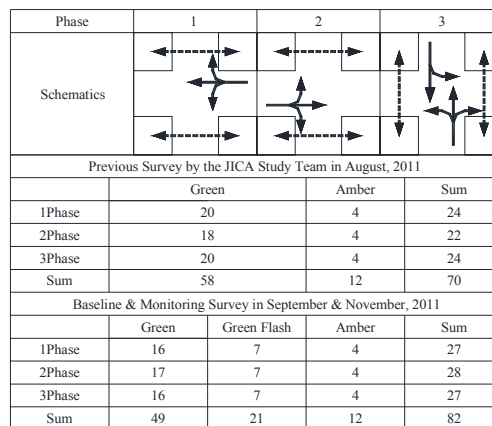 Phase 1 2 3
Schematics
Previous Survey by the JICA Study Team in August, 2011
Green Amber Sum
1Phase 20 4 24
2Phase 18 4 22
3Phase 20 4 24
Sum 58 12 70
Baseline & Monitoring Survey in September & November, 2011
Green Green Flash Amber Sum
1Phase 16 7 4 27
2Phase 17 7 4 28
3Phase 16 7 4 27
Sum 49 21 12 82